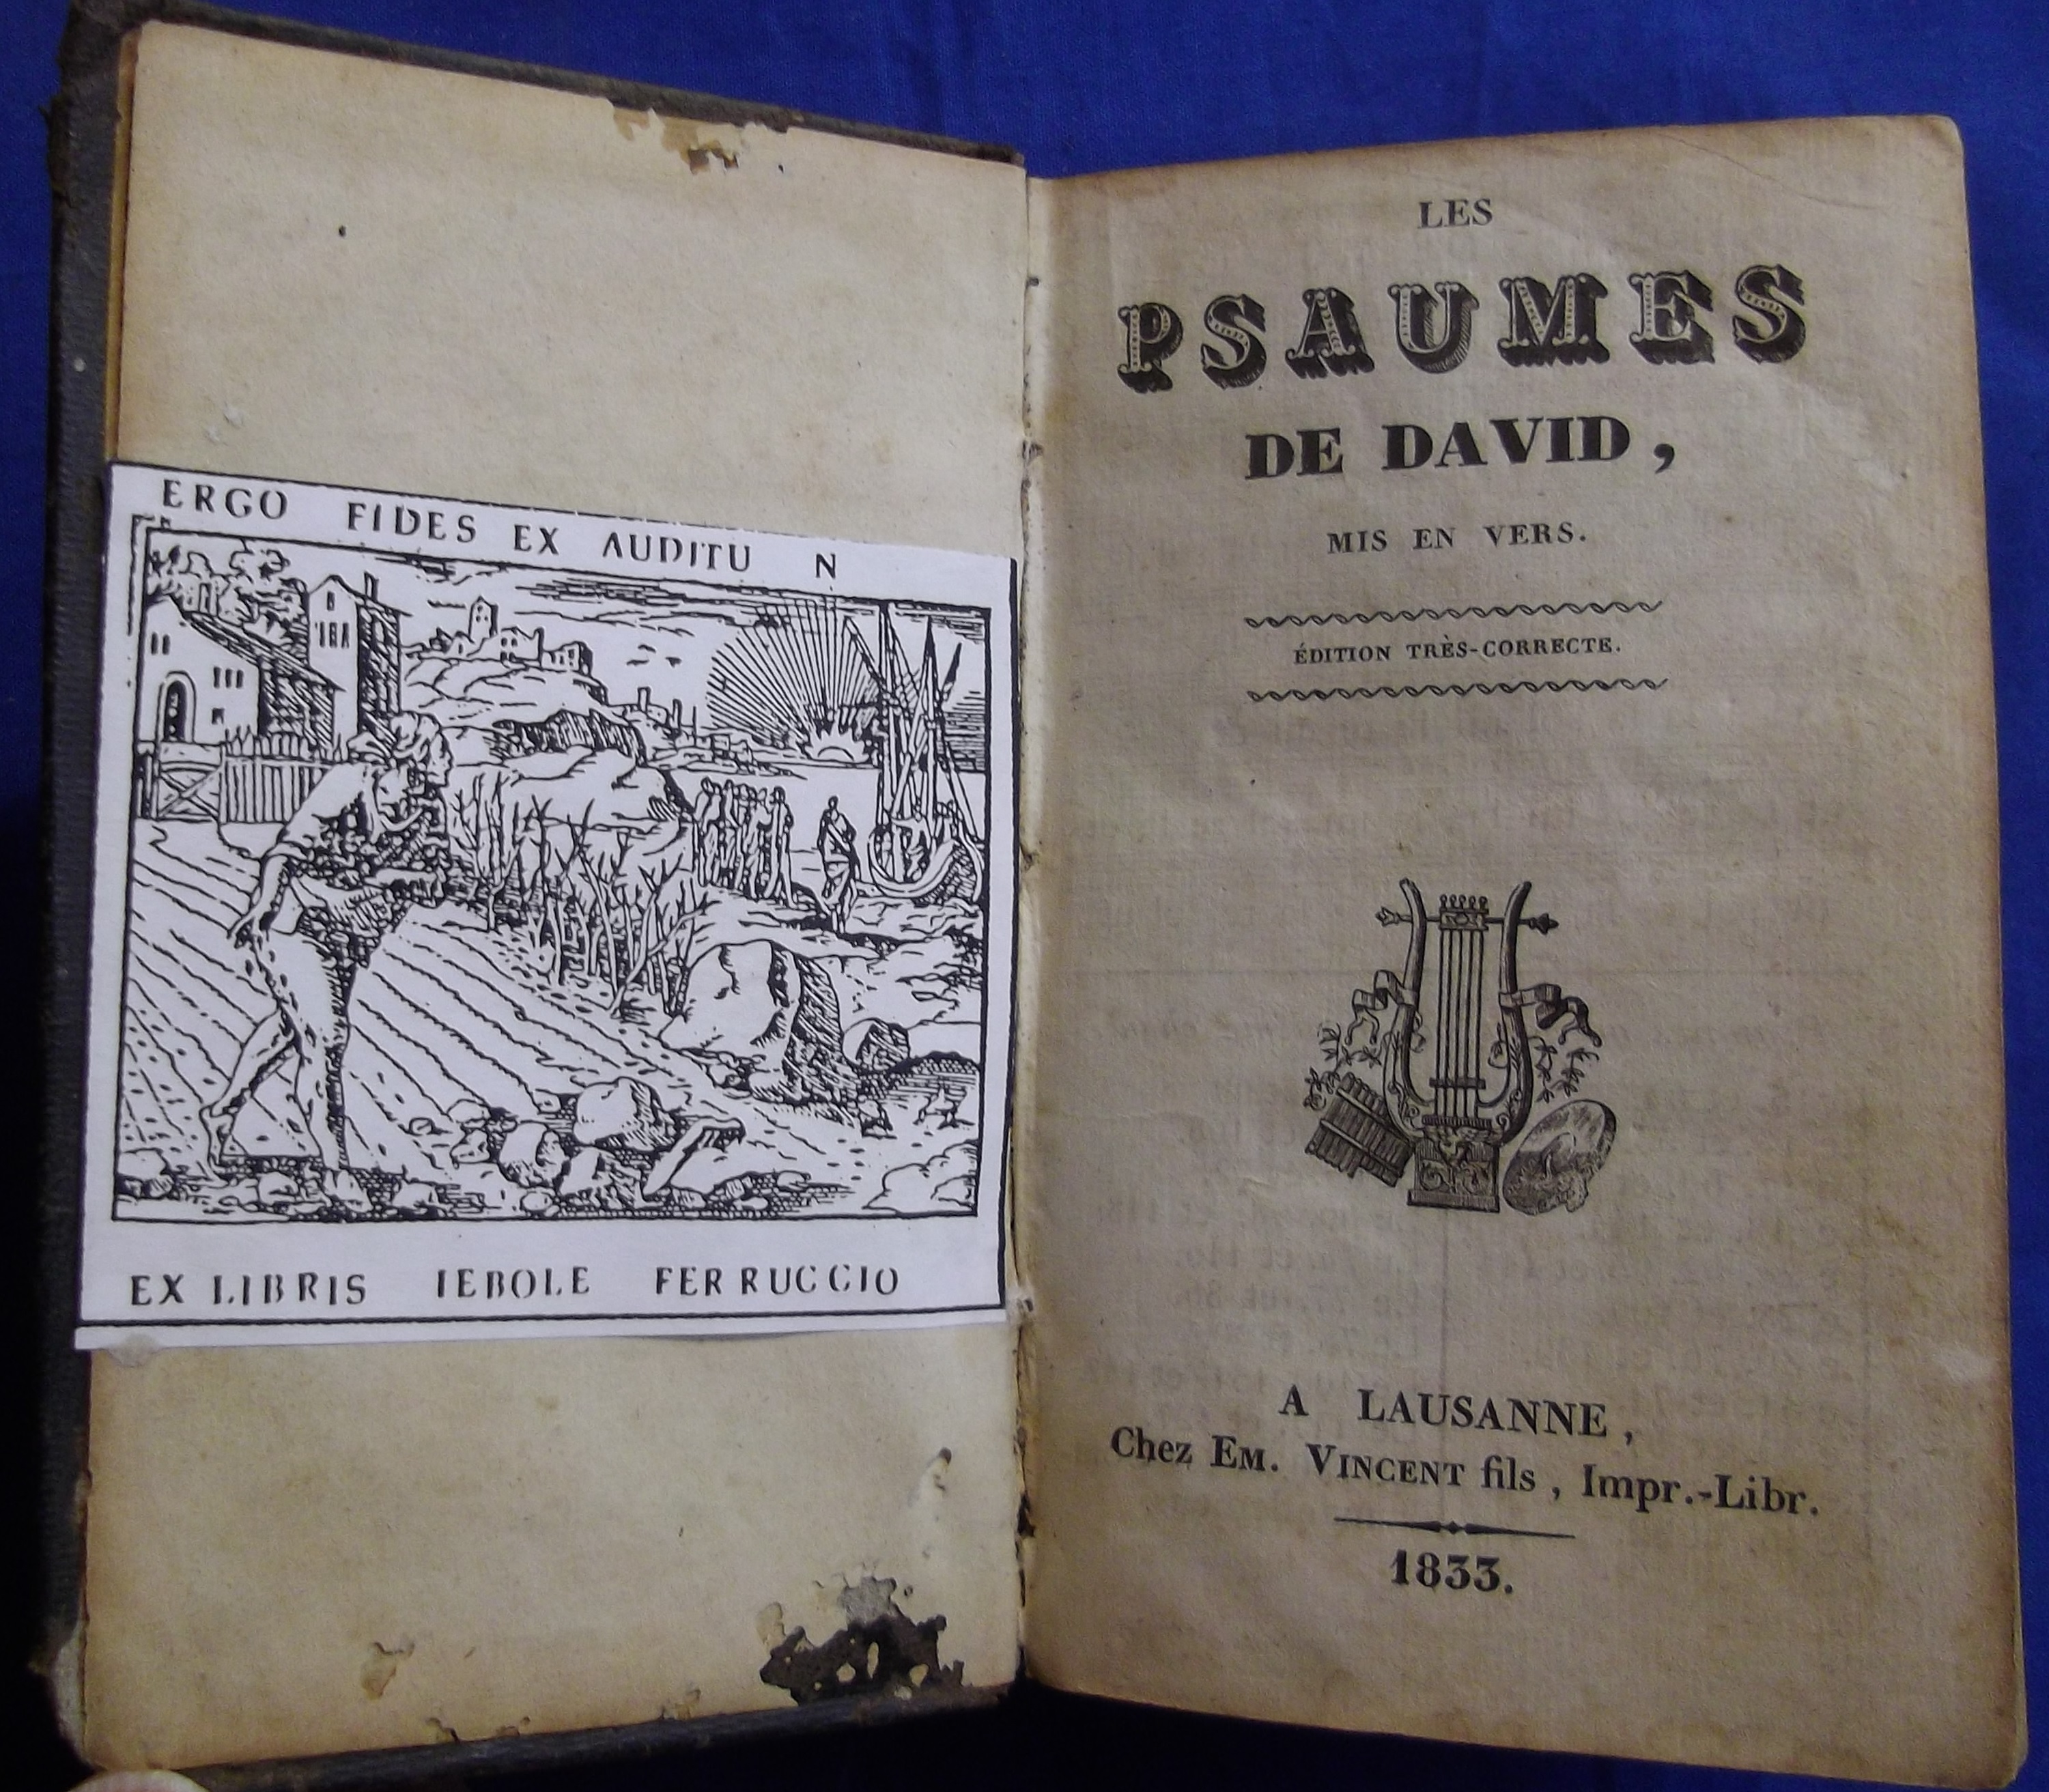 ERGO FIDES EX AUDITU N
EX LIBRIS IEBOLE FERRUCCIO
LES
PSAUMES
DE DAVID,
MIS EN VERS.
ÉDITION TRÈS-CORRECTE.
A LAUSANNE,
Chez EM. VINCENT fils, Impr.-Libr.
1833.